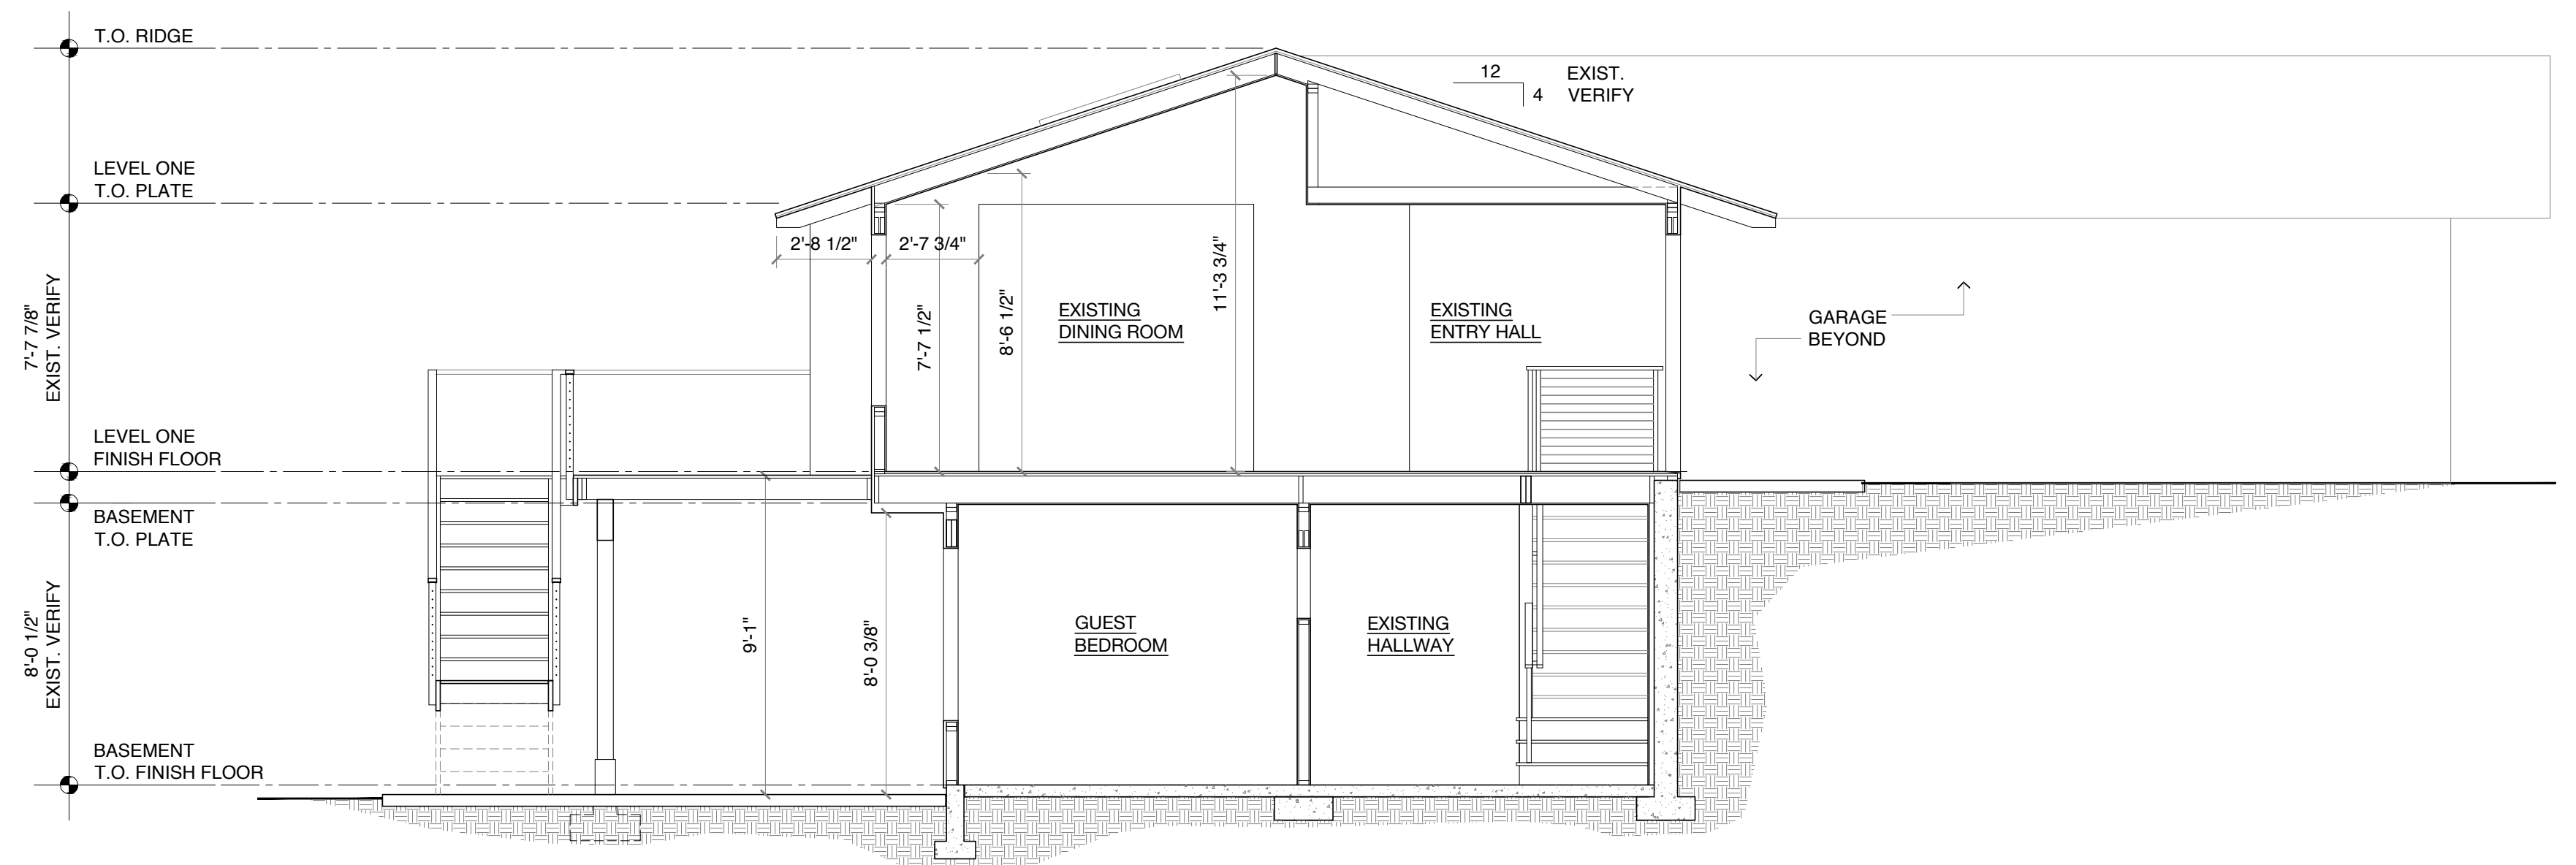 T.O. RIDGE
12
4
EXIST.
VERIFY
LEVEL ONE
T.O. PLATE
2'-8 1/2"
2'-7 3/4"
7'-7 7/8"
EXIST. VERIFY
7'-7 1/2"
8'-6 1/2"
11'-3 3/4"
EXISTING
DINING ROOM
EXISTING
ENTRY HALL
GARAGE
BEYOND
LEVEL ONE
FINISH FLOOR
BASEMENT
T.O. PLATE
8'-0 1/2"
EXIST. VERIFY
9'-1"
8'-0 3/8"
GUEST
BEDROOM
EXISTING
HALLWAY
BASEMENT
T.O. FINISH FLOOR